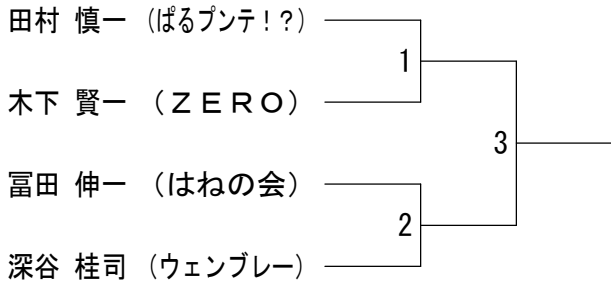 田村 慎一 (ぱるプンテ！?)
1
木下 賢一 (ＺＥＲＯ)
3
冨田 伸一 (はねの会)
2
深谷 桂司 (ウェンブレー)